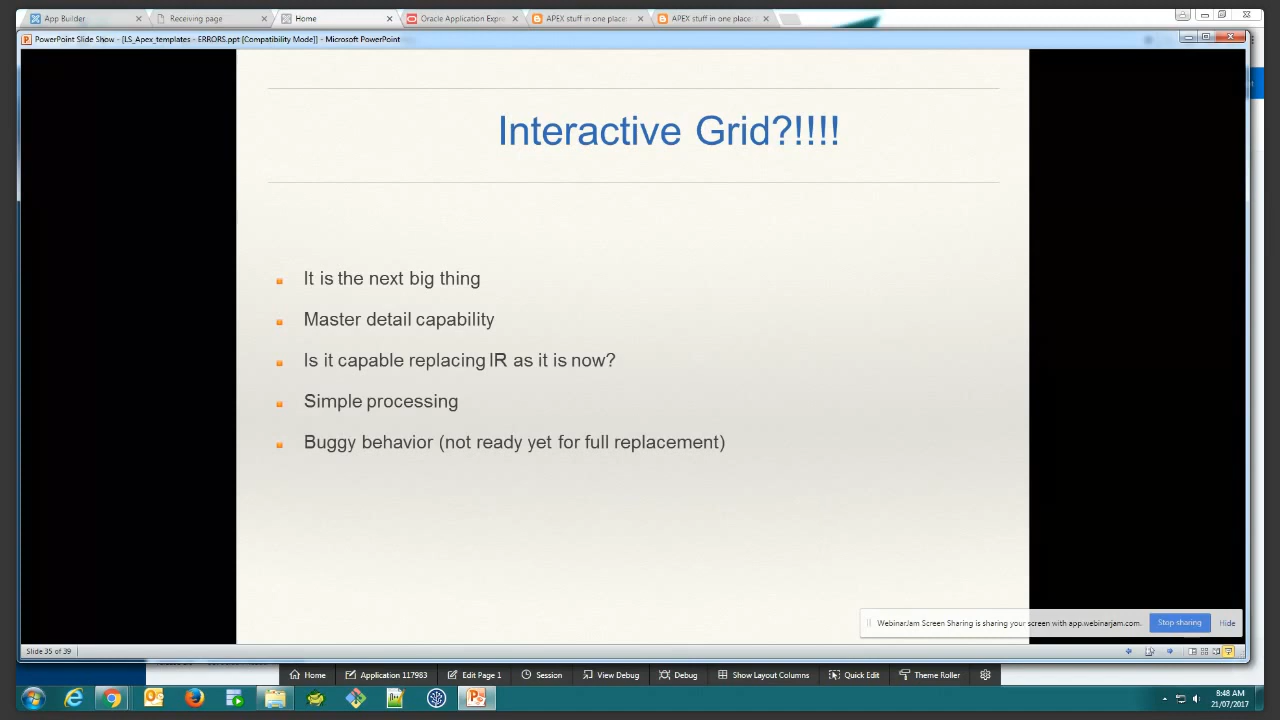 App Builder
Receiving page
Home
Oracle Application Expre
APEX stuff in one place:
APEX stuff in one place:
PowerPoint Slide Show - [LS_Apex_templates - ERRORS.ppt [Compatibility Mode]] - Microsoft PowerPoint
Interactive Grid?!!!!
It is the next big thing
Master detail capability
Is it capable replacing IR as it is now?
Simple processing
Buggy behavior (not ready yet for full replacement)
WebinarJam Screen Sharing is sharing your screen with app.webinarjam.com.
Stop sharing
Hide
Slide 35 of 39
Home
Application 117983
Edit Page 1
Session
View Debug
Debug
Show Layout Columns
Quick Edit
Theme Roller
8:48 AM
21/07/2017